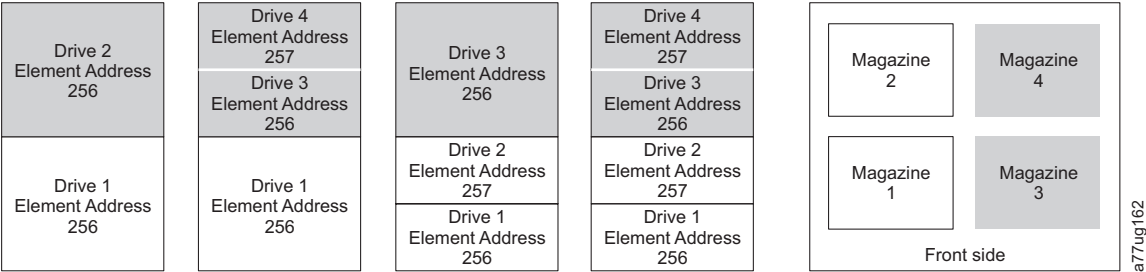 Drive 2
Element Address
256
Drive 1
Element Address
256
Drive 4
Element Address
257
Drive 3
Element Address
256
Drive 1
Element Address
256
Drive 3
Element Address
256
Drive 2
Element Address
257
Drive 1
Element Address
256
Drive 4
Element Address
257
Drive 3
Element Address
256
Drive 2
Element Address
257
Drive 1
Element Address
256
Magazine
2
Magazine
4
Magazine
1
Magazine
3
Front side
a77ug162